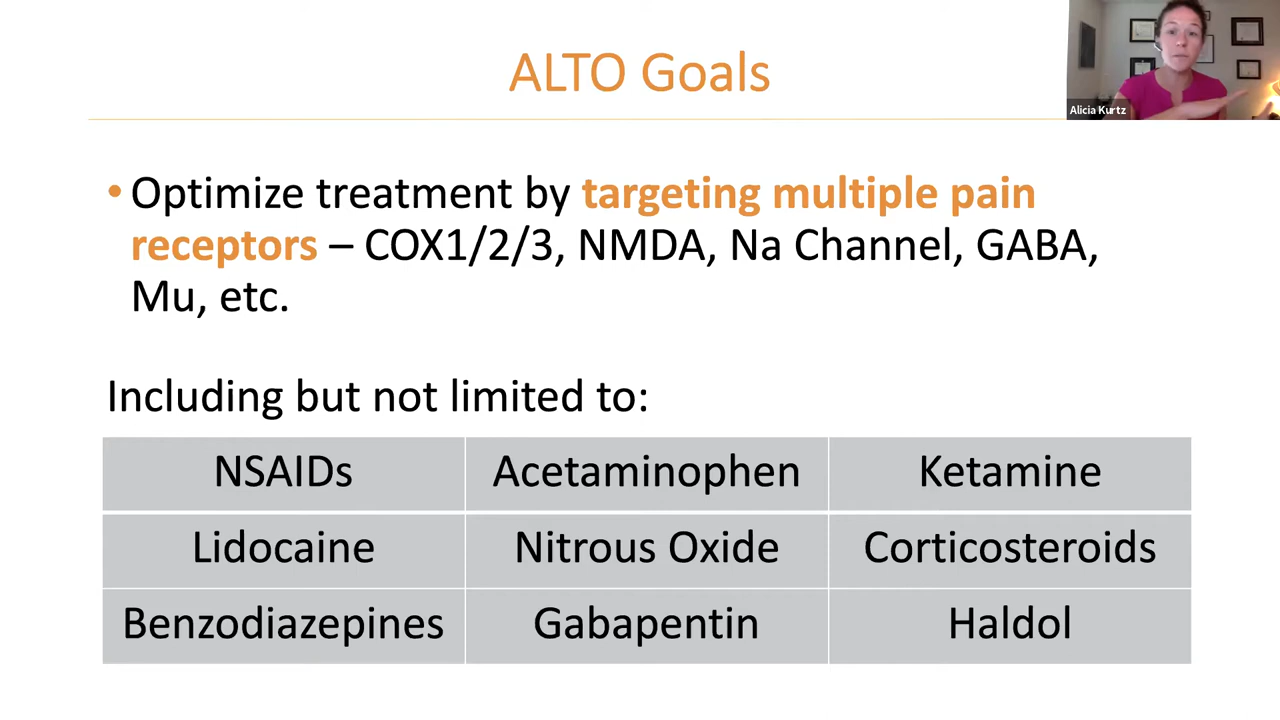 ALTO Goals
Alicia Kurtz
• Optimize treatment by targeting multiple pain
receptors – COX1/2/3, NMDA, Na Channel, GABA,
Mu, etc.
Including but not limited to:
NSAIDs Acetaminophen Ketamine
Lidocaine Nitrous Oxide Corticosteroids
Benzodiazepines Gabapentin Haldol